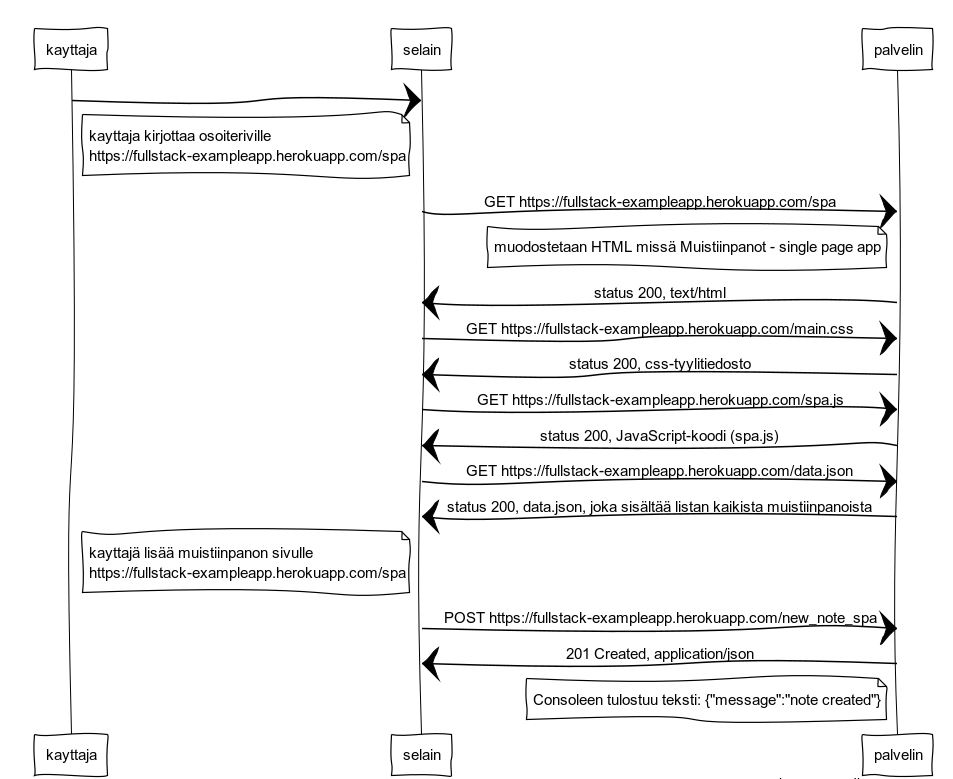 kayttaja
selain
palvelin
kayttaja kirjottaa osoiteriville
https://fullstack-exampleapp.herokuapp.com/spa
GET https://fullstack-exampleapp.herokuapp.com/spa
muodostetaan HTML missä Muistiinpanot - single page app
status 200, text/html
GET https://fullstack-exampleapp.herokuapp.com/main.css
status 200, css-tyylitiedosto
GET https://fullstack-exampleapp.herokuapp.com/spa.js
status 200, JavaScript-koodi (spa.js)
GET https://fullstack-exampleapp.herokuapp.com/data.json
status 200, data.json, joka sisältää listan kaikista muistiinpanoista
kayttajä lisää muistiinpanon sivulle
https://fullstack-exampleapp.herokuapp.com/spa
POST https://fullstack-exampleapp.herokuapp.com/new_note_spa
201 Created, application/json
Consoleen tulostuu teksti: {"message":"note created"}
kayttaja
selain
palvelin